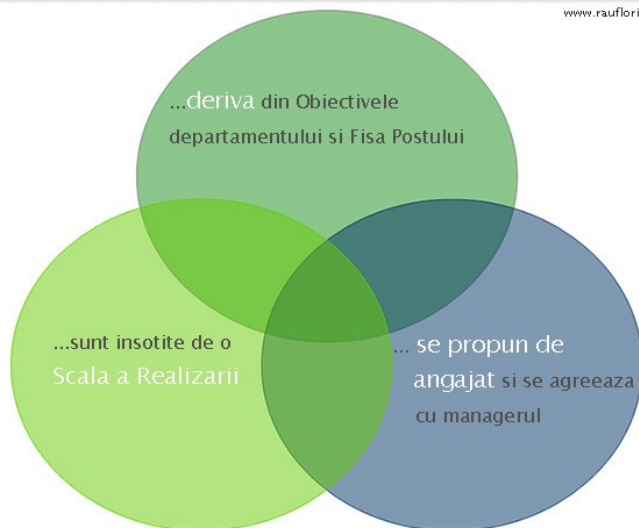 www.rauflori
...deriva din Obiectivele
departamentului si Fisa Postului
...sunt insotite de o
Scala a Realizarii
... se propun de
angajat si se agreeaza
cu managerul